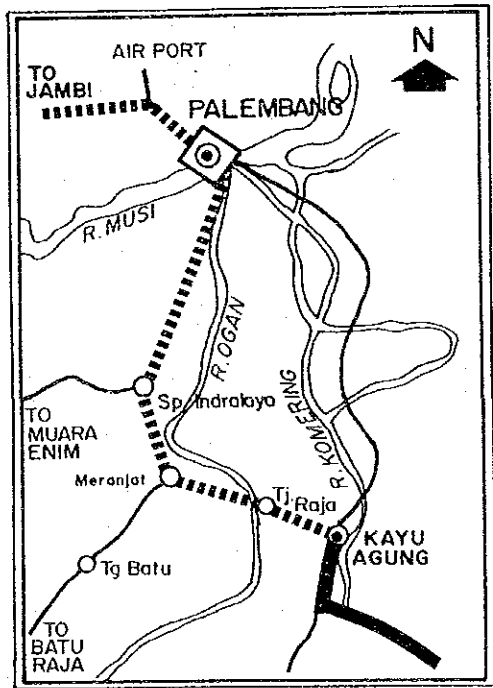 AIR PORT
N
TO
JAMBI
PALEMBANG
R. MUSI
R. OGAN
R. KOMERING
Sp. Indralaya
TO
MUARA
ENIM
Meranjat
Tj. Raja
KAYU
AGUNG
Tg Batu
TO
BATU
RAJA